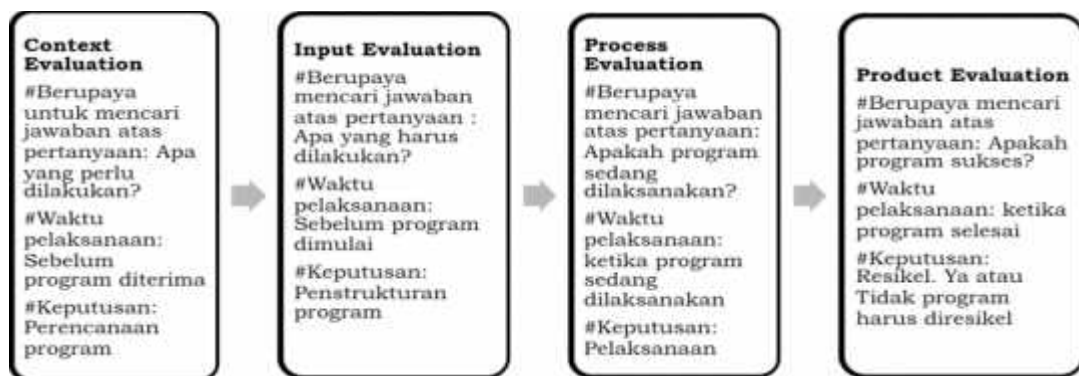 Context
Evaluation
#Berupaya
untuk mencari
jawaban atas
pertanyaan: Apa
yang perlu
dilakukan?
#Waktu
pelaksanaan:
Sebelum
program diterima
#Keputusan:
Perencanaan
program
Input Evaluation
#Berupaya
mencari jawaban
atas pertanyaan :
Apa yang harus
dilakukan?
#Waktu
pelaksanaan:
Sebelum program
dimulai
#Keputusan:
Penstrukturan
program
Process
Evaluation
#Berupaya
mencari jawaban
atas pertanyaan:
Apakah program
sedang
dilaksanakan?
#Waktu
pelaksanaan:
ketika program
sedang
dilaksanakan
#Keputusan:
Pelaksanaan
Product Evaluation
#Berupaya mencari
jawaban atas
pertanyaan: Apakah
program sukses?
#Waktu
pelaksanaan: ketika
program selesai
#Keputusan:
Resikel. Ya atau
Tidak program
harus diresikel